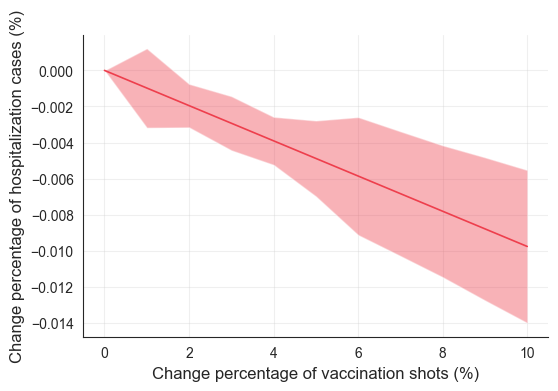 Change percentage of hospitalization cases (%)
0.000
−0.002
−0.004
−0.006
−0.008
−0.010
−0.012
−0.014
0 2 4 6 8 10
Change percentage of vaccination shots (%)